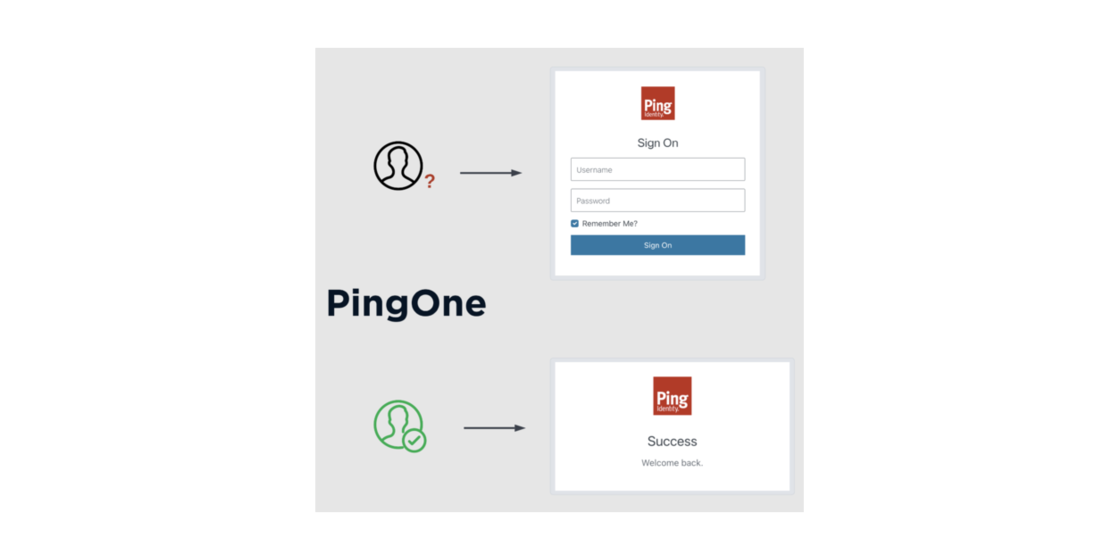 Ping
Identity.
Sign On
?
Username
Password
Remember Me?
Sign On
PingOne
Ping
Identity.
Success
Welcome back.